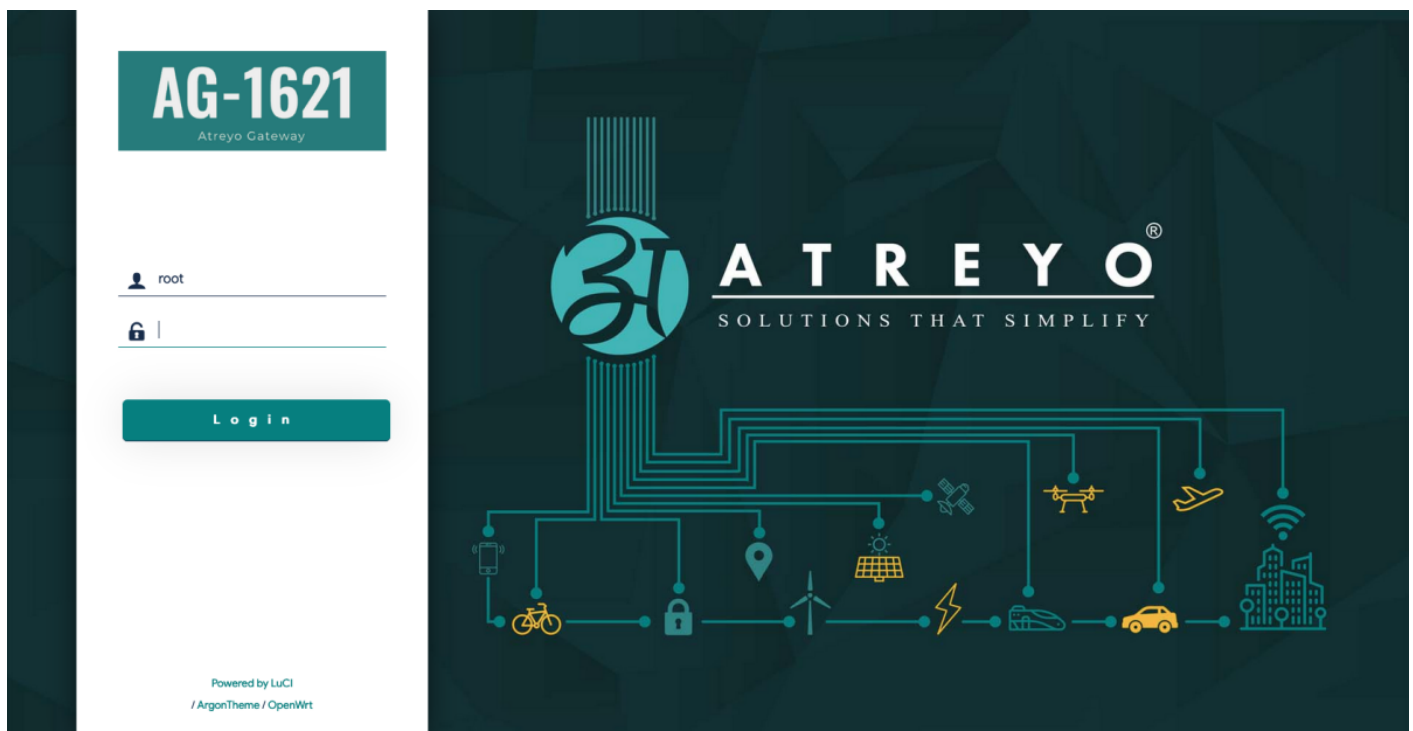 AG-1621
Atreyo Gateway
root
Login
Powered by LuCI
/ ArgonTheme / OpenWrt
अ
ATREYO®
SOLUTIONS THAT SIMPLIFY